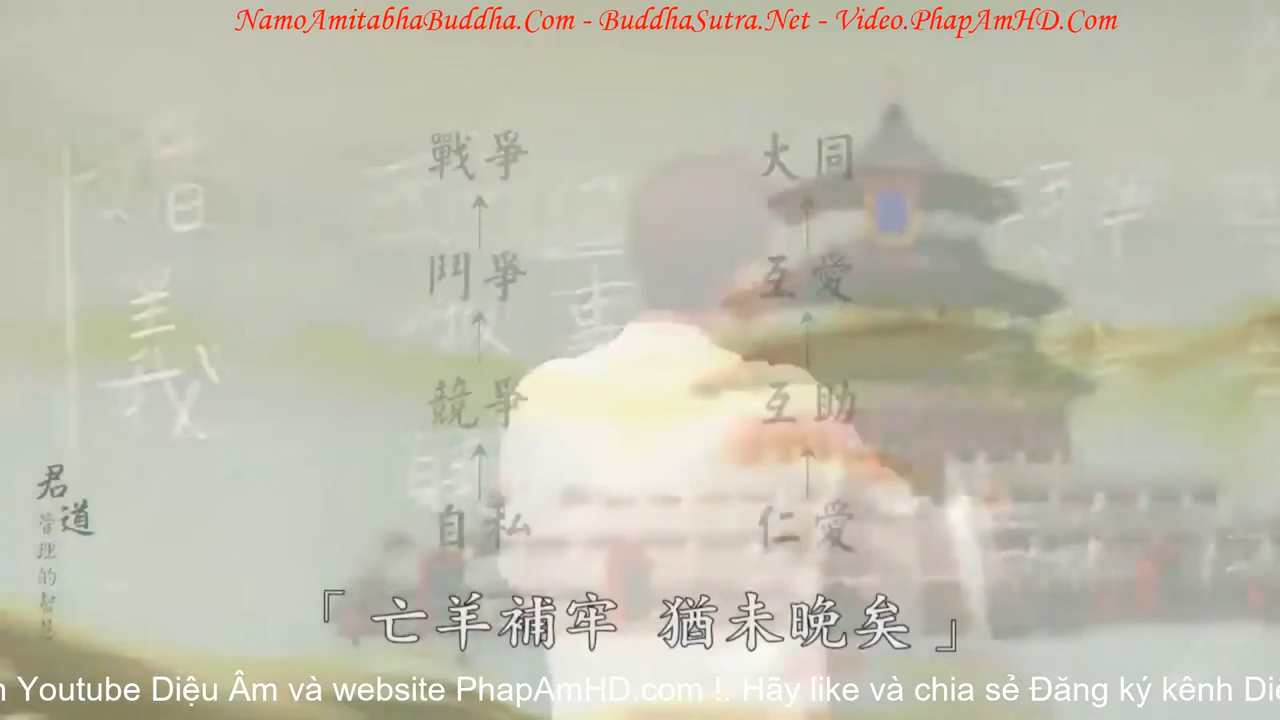 NamoAmitabhaBuddha.Com - BuddhaSutra.Net - Video.PhapAmHD.Com
戰爭 大同
鬥爭 互愛
競爭 互助
自私 仁愛
義
君道
管理的智慧
「亡羊補牢 猶未晚矣」
Youtube Diệu Âm và website PhapAmHD.com !. Hãy like và chia sẻ Đăng ký kênh